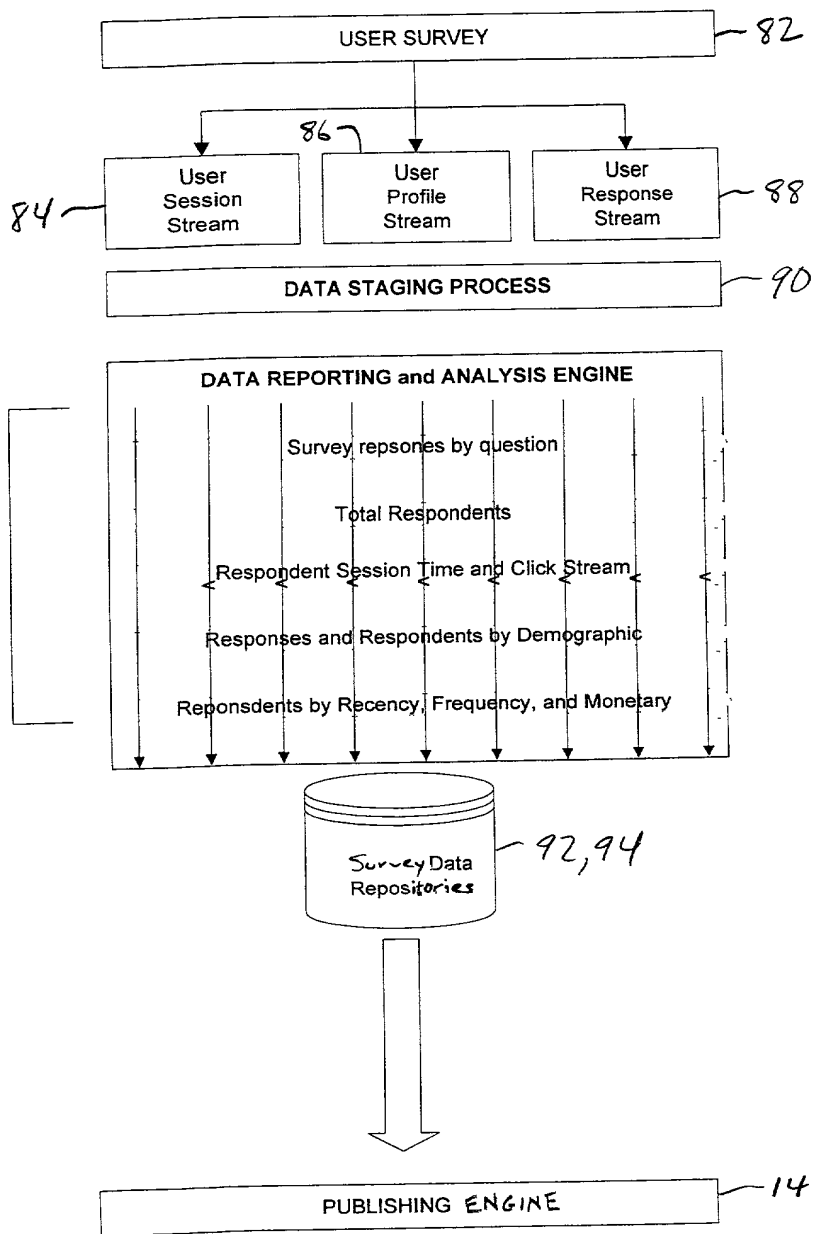 USER SURVEY
82
86
User
Session
Stream
User
Profile
Stream
User
Response
Stream
84
88
DATA STAGING PROCESS
90
DATA REPORTING and ANALYSIS ENGINE
Survey repsones by question
Total Respondents
Respondent Session Time and Click Stream
Responses and Respondents by Demographic
Reponsdents by Recency, Frequency, and Monetary
Survey Data
Repositories
92,94
PUBLISHING ENGINE
14